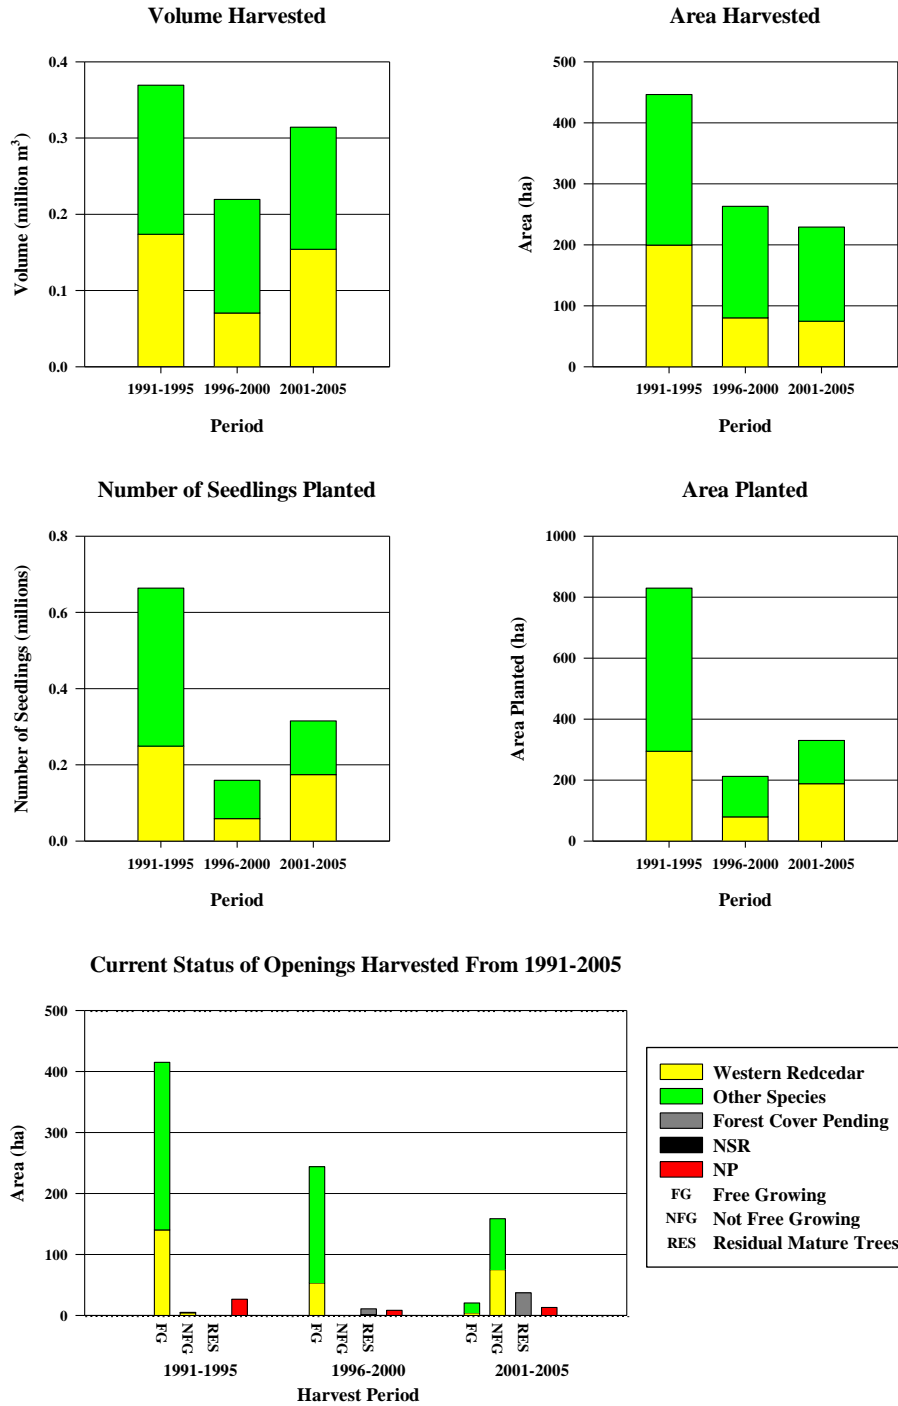 Volume Harvested
Volume (million m³)
0.4
0.3
0.2
0.1
0.0
1991-1995 1996-2000 2001-2005
Period
Area Harvested
Area (ha)
500
400
300
200
100
0
1991-1995 1996-2000 2001-2005
Period
Number of Seedlings Planted
Number of Seedlings (millions)
0.8
0.6
0.4
0.2
0.0
1991-1995 1996-2000 2001-2005
Period
Area Planted
Area Planted (ha)
1000
800
600
400
200
0
1991-1995 1996-2000 2001-2005
Period
Current Status of Openings Harvested From 1991-2005
Area (ha)
500
400
300
200
100
0
FG NFG RES FG NFG RES FG NFG RES
1991-1995 1996-2000 2001-2005
Harvest Period
Western Redcedar
Other Species
Forest Cover Pending
NSR
NP
FG Free Growing
NFG Not Free Growing
RES Residual Mature Trees